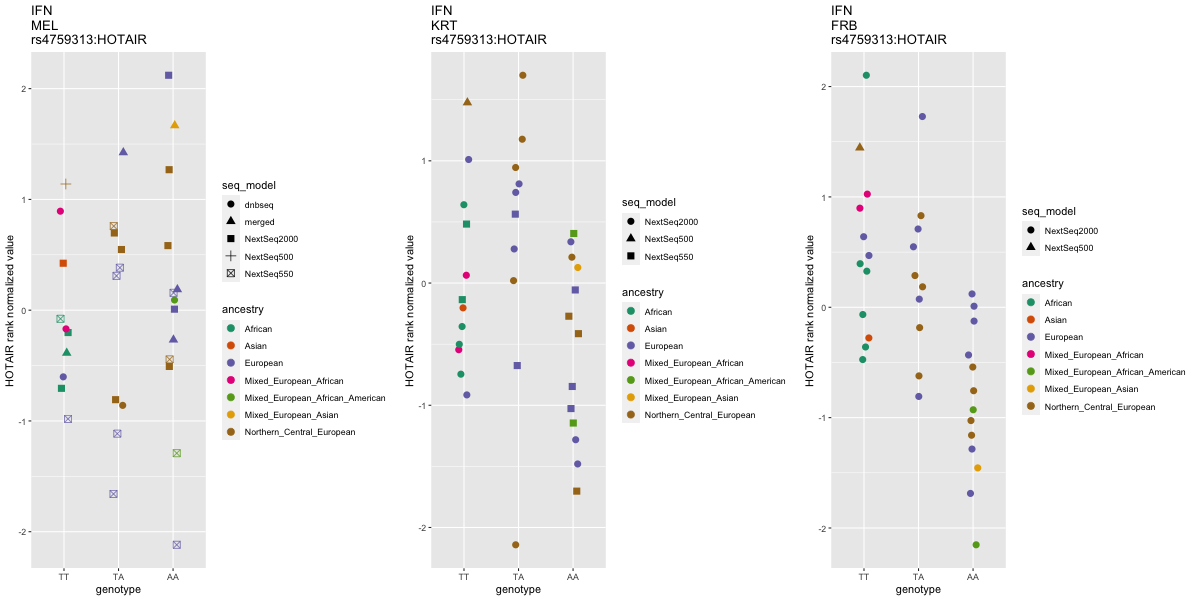 IFN
MEL
rs4759313:HOTAIR
HOTAIR rank normalized value
2
1
0
-1
-2
TT
TA
AA
genotype
seq_model
dnbseq
merged
NextSeq2000
NextSeq500
NextSeq550
ancestry
African
Asian
European
Mixed_European_African
Mixed_European_African_American
Mixed_European_Asian
Northern_Central_European
IFN
KRT
rs4759313:HOTAIR
HOTAIR rank normalized value
1
0
-1
-2
TT
TA
AA
genotype
seq_model
NextSeq2000
NextSeq500
NextSeq550
ancestry
African
Asian
European
Mixed_European_African
Mixed_European_African_American
Mixed_European_Asian
Northern_Central_European
IFN
FRB
rs4759313:HOTAIR
HOTAIR rank normalized value
2
1
0
-1
-2
TT
TA
AA
genotype
seq_model
NextSeq2000
NextSeq500
ancestry
African
Asian
European
Mixed_European_African
Mixed_European_African_American
Mixed_European_Asian
Northern_Central_European